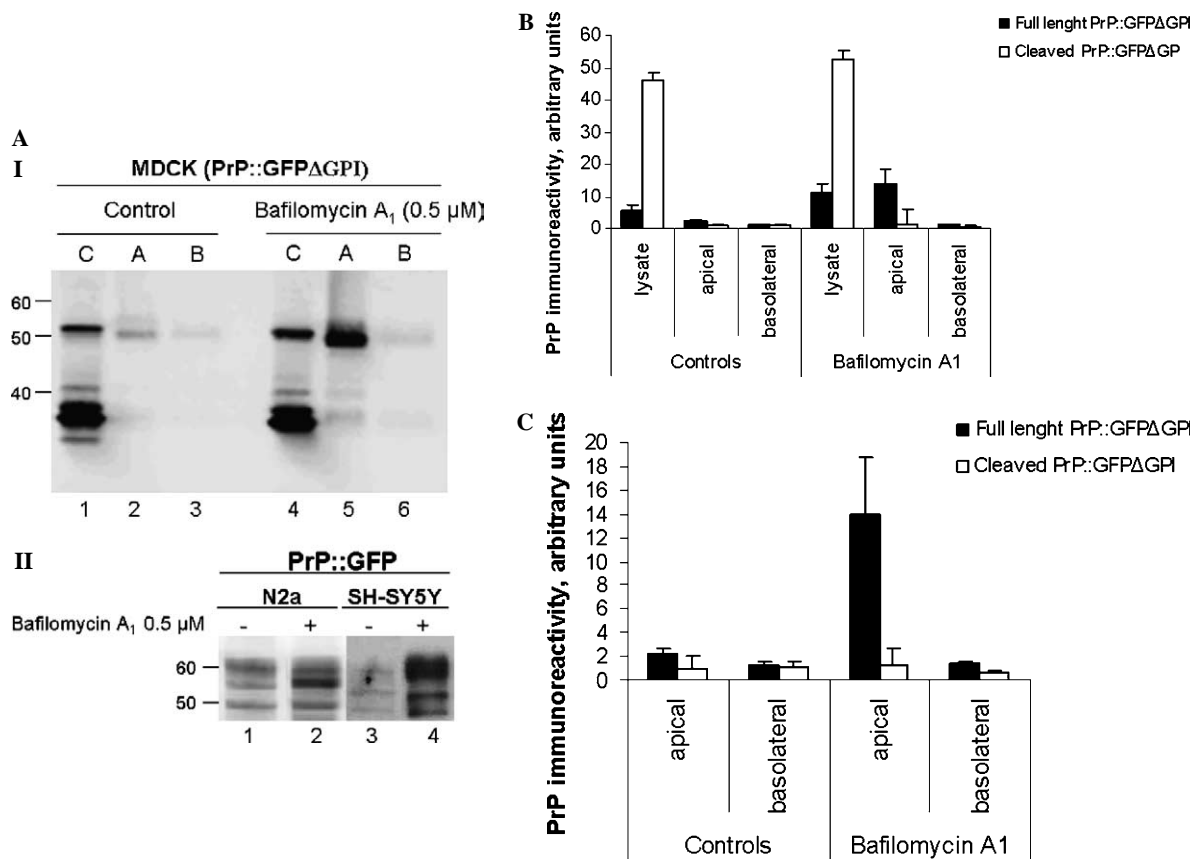 A
I
MDCK (PrP::GFPΔGPI)
Control Bafilomycin A1 (0.5 µM)
C A B C A B
60
50
40
1 2 3 4 5 6
II
PrP::GFP
N2a SH-SY5Y
Bafilomycin A1 0.5 µM - + - +
60
50
1 2 3 4
B
Full lenght PrP::GFPΔGPI
Cleaved PrP::GFPΔGP
PrP immunoreactivity, arbitrary units
60
50
40
30
20
10
0
lysate apical basolateral lysate apical basolateral
Controls Bafilomycin A1
C
Full lenght PrP::GFPΔGPI
Cleaved PrP::GFPΔGPI
PrP immunoreactivity, arbitrary units
20
18
16
14
12
10
8
6
4
2
0
apical basolateral apical basolateral
Controls Bafilomycin A1